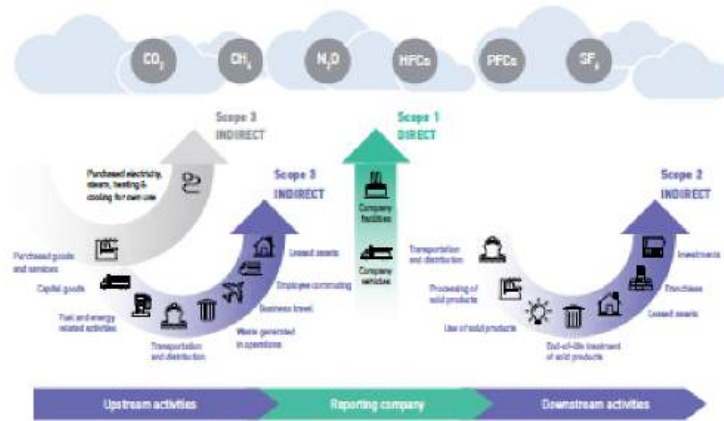 CO2
CH4
N2O
HFCs
PFCs
SF6
Scope 3
INDIRECT
Scope 1
DIRECT
Purchased electricity,
steam, heating &
cooling for own use
Scope 3
INDIRECT
Scope 2
INDIRECT
Company
facilities
Company
vehicles
Purchased goods
and services
Capital goods
Fuel and energy
related activities
Transportation
and distribution
Waste generated
in operations
Business travel
Employee commuting
Leased assets
Transportation
and distribution
Processing of
sold products
Use of sold products
End-of-life treatment
of sold products
Leased assets
Franchises
Investments
Upstream activities
Reporting company
Downstream activities